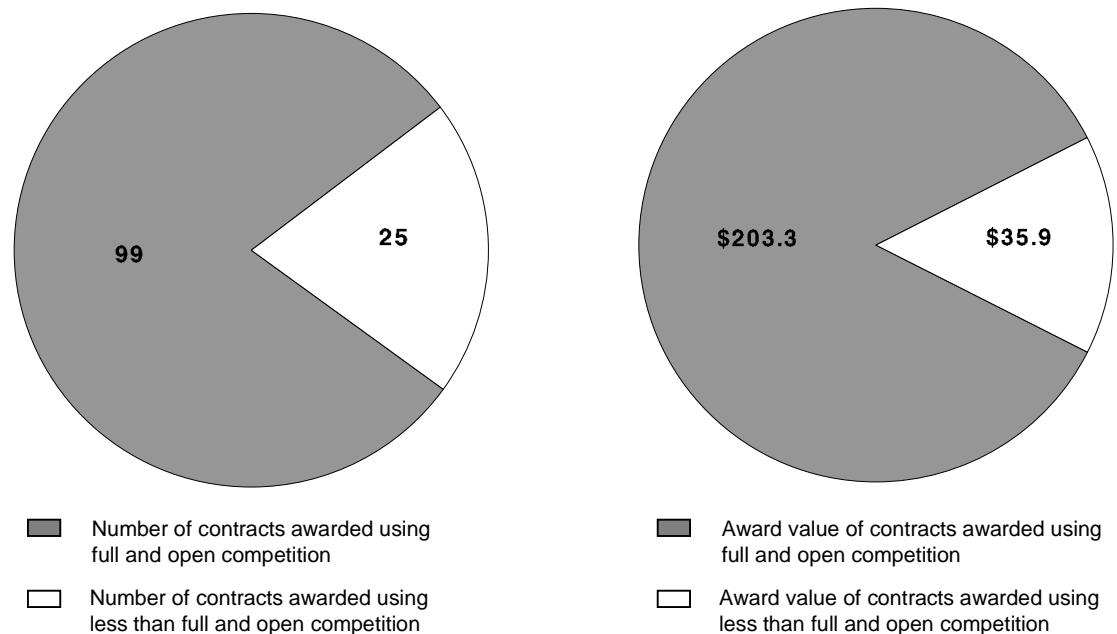 99
25
$203.3
$35.9
Number of contracts awarded using
full and open competition
Number of contracts awarded using
less than full and open competition
Award value of contracts awarded using
full and open competition
Award value of contracts awarded using
less than full and open competition